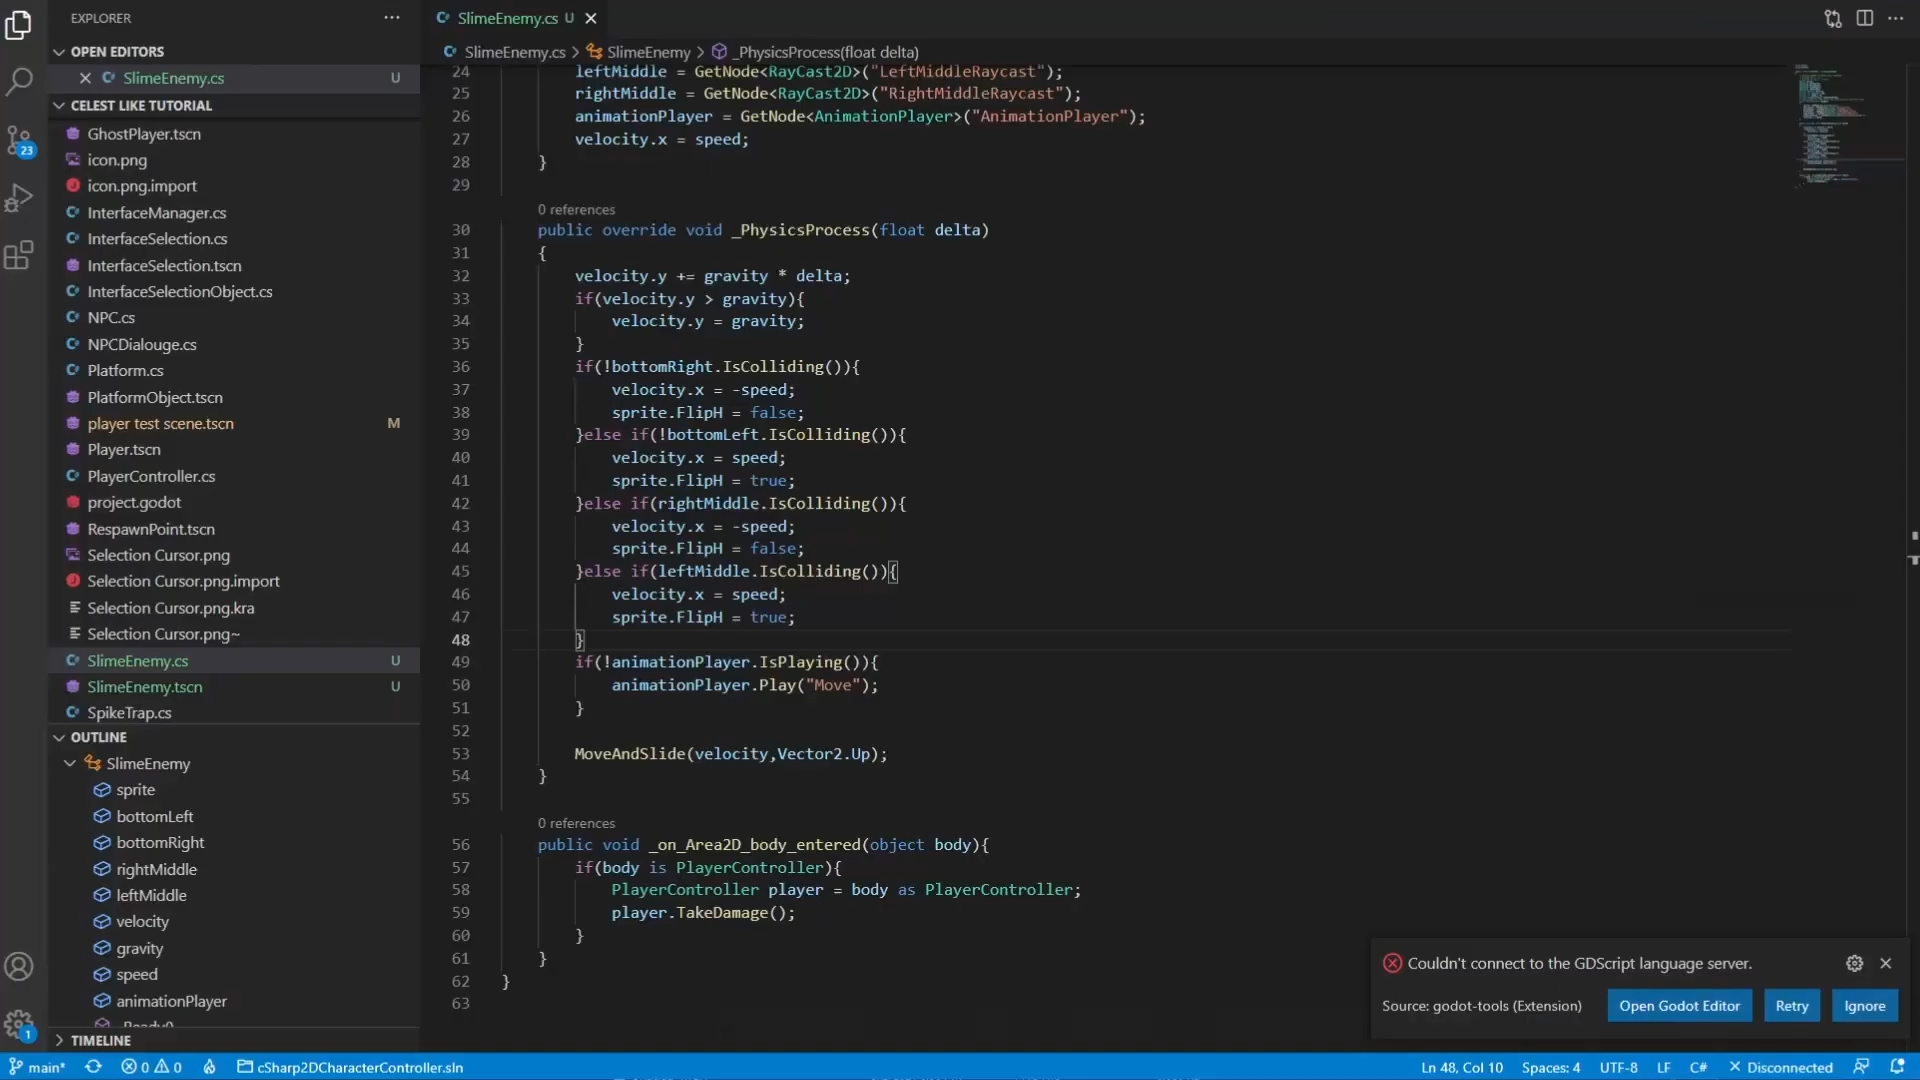 EXPLORER
OPEN EDITORS
SlimeEnemy.cs U
CELEST LIKE TUTORIAL
GhostPlayer.tscn
icon.png
icon.png.import
InterfaceManager.cs
InterfaceSelection.cs
InterfaceSelection.tscn
InterfaceSelectionObject.cs
NPC.cs
NPCDialouge.cs
Platform.cs
PlatformObject.tscn
player test scene.tscn M
Player.tscn
PlayerController.cs
project.godot
RespawnPoint.tscn
Selection Cursor.png
Selection Cursor.png.import
Selection Cursor.png.kra
Selection Cursor.png~
SlimeEnemy.cs U
SlimeEnemy.tscn U
SpikeTrap.cs
OUTLINE
SlimeEnemy
sprite
bottomLeft
bottomRight
rightMiddle
leftMiddle
velocity
gravity
speed
animationPlayer
_Ready()
TIMELINE
23
1
SlimeEnemy.cs U
SlimeEnemy.cs > SlimeEnemy > _PhysicsProcess(float delta)
24 leftMiddle = GetNode<RayCast2D>("LeftMiddleRaycast");
25 rightMiddle = GetNode<RayCast2D>("RightMiddleRaycast");
26 animationPlayer = GetNode<AnimationPlayer>("AnimationPlayer");
27 velocity.x = speed;
28 }
29
0 references
30 public override void _PhysicsProcess(float delta)
31 {
32 velocity.y += gravity * delta;
33 if(velocity.y > gravity){
34 velocity.y = gravity;
35 }
36 if(!bottomRight.IsColliding()){
37 velocity.x = -speed;
38 sprite.FlipH = false;
39 }else if(!bottomLeft.IsColliding()){
40 velocity.x = speed;
41 sprite.FlipH = true;
42 }else if(rightMiddle.IsColliding()){
43 velocity.x = -speed;
44 sprite.FlipH = false;
45 }else if(leftMiddle.IsColliding()){
46 velocity.x = speed;
47 sprite.FlipH = true;
48 }
49 if(!animationPlayer.IsPlaying()){
50 animationPlayer.Play("Move");
51 }
52
53 MoveAndSlide(velocity,Vector2.Up);
54 }
55
0 references
56 public void _on_Area2D_body_entered(object body){
57 if(body is PlayerController){
58 PlayerController player = body as PlayerController;
59 player.TakeDamage();
60 }
61 }
62 }
63
Couldn't connect to the GDScript language server.
Source: godot-tools (Extension) Open Godot Editor Retry Ignore
main* 0 0 cSharp2DCharacterController.sln Ln 48, Col 10 Spaces: 4 UTF-8 LF C# Disconnected